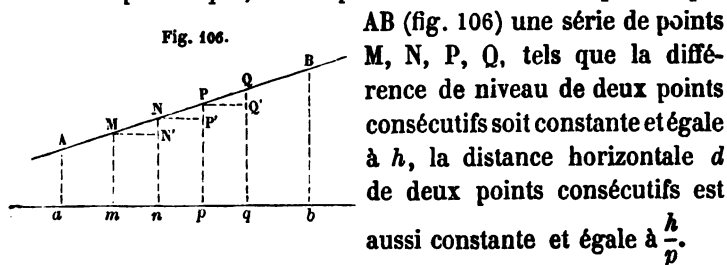 AB (fig. 106) une série de points
Fig. 106.
M, N, P, Q, tels que la diffé-
rence de niveau de deux points
consécutifs soit constante et égale
à h, la distance horizontale d
de deux points consécutifs est
aussi constante et égale à h/p.
A M N P Q B
N' P' Q'
a m n p q b